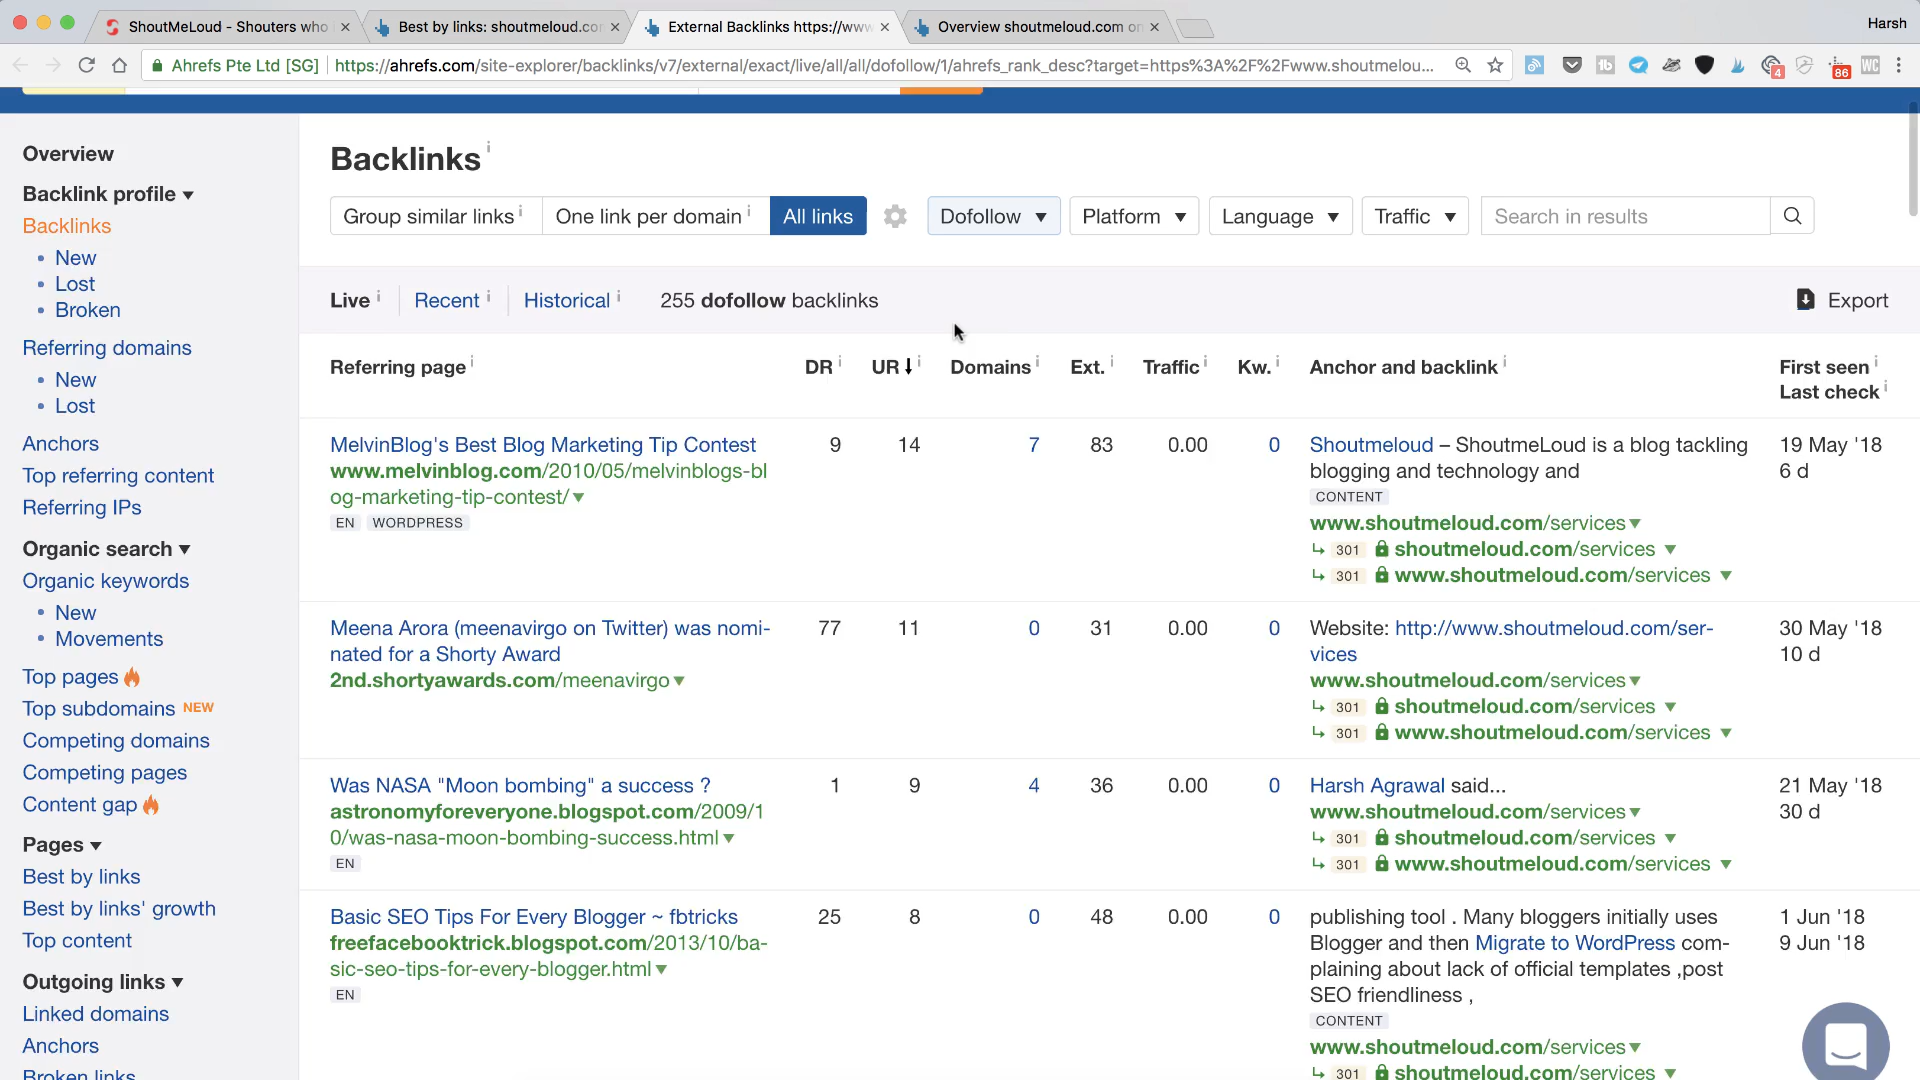 ShoutMeLoud - Shouters who
Best by links: shoutmeloud.co
External Backlinks https://www
Overview shoutmeloud.com on
Harsh
Ahrefs Pte Ltd [SG]
https://ahrefs.com/site-explorer/backlinks/v7/external/exact/live/all/all/dofollow/1/ahrefs_rank_desc?target=https%3A%2F%2Fwww.shoutmelou...
4
86
WC
Overview
Backlink profile
Backlinks
New
Lost
Broken
Referring domains
New
Lost
Anchors
Top referring content
Referring IPs
Organic search
Organic keywords
New
Movements
Top pages
Top subdomains NEW
Competing domains
Competing pages
Content gap
Pages
Best by links
Best by links' growth
Top content
Outgoing links
Linked domains
Anchors
Broken links
Backlinks i
Group similar links i
One link per domain i
All links
Dofollow
Platform
Language
Traffic
Search in results
Live i
Recent i
Historical i
255 dofollow backlinks
Export
Referring page i
DR i
UR i
Domains i
Ext. i
Traffic i
Kw. i
Anchor and backlink i
First seen i
Last check i
MelvinBlog's Best Blog Marketing Tip Contest
www.melvinblog.com/2010/05/melvinblogs-bl
og-marketing-tip-contest/
EN WORDPRESS
9
14
7
83
0.00
0
Shoutmeloud – ShoutmeLoud is a blog tackling
blogging and technology and
CONTENT
www.shoutmeloud.com/services
301 shoutmeloud.com/services
301 www.shoutmeloud.com/services
19 May '18
6 d
Meena Arora (meenavirgo on Twitter) was nomi-
nated for a Shorty Award
2nd.shortyawards.com/meenavirgo
77
11
0
31
0.00
0
Website: http://www.shoutmeloud.com/ser-
vices
www.shoutmeloud.com/services
301 shoutmeloud.com/services
301 www.shoutmeloud.com/services
30 May '18
10 d
Was NASA "Moon bombing" a success ?
astronomyforeveryone.blogspot.com/2009/1
0/was-nasa-moon-bombing-success.html
EN
1
9
4
36
0.00
0
Harsh Agrawal said...
www.shoutmeloud.com/services
301 shoutmeloud.com/services
301 www.shoutmeloud.com/services
21 May '18
30 d
Basic SEO Tips For Every Blogger ~ fbtricks
freefacebooktrick.blogspot.com/2013/10/ba-
sic-seo-tips-for-every-blogger.html
EN
25
8
0
48
0.00
0
publishing tool . Many bloggers initially uses
Blogger and then Migrate to WordPress com-
plaining about lack of official templates ,post
SEO friendliness ,
CONTENT
www.shoutmeloud.com/services
301 shoutmeloud.com/services
1 Jun '18
9 Jun '18